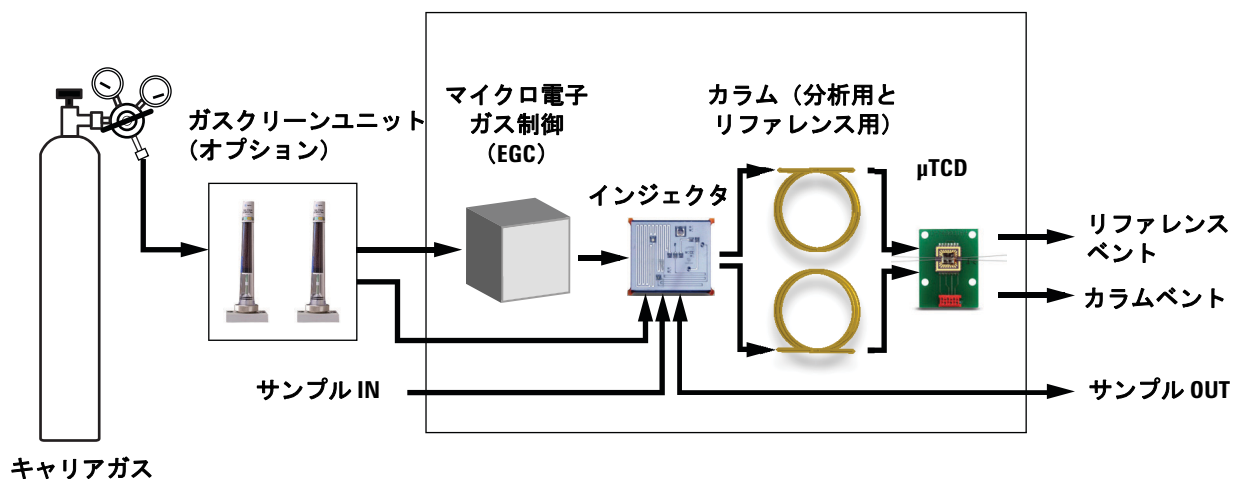 マイクロ電子
ガス制御
（EGC）
カラム（分析用と
リファレンス用）
ガスクリーンユニット
（オプション）
µTCD
インジェクタ
リファレンス
ベント
カラムベント
サンプル IN
サンプル OUT
キャリアガス